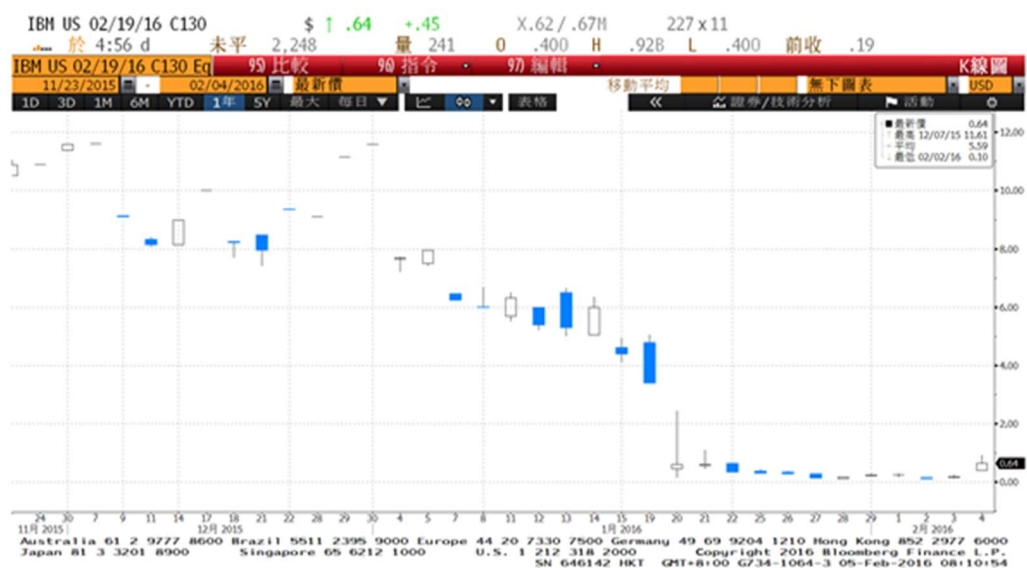 IBM US 02/19/16 C130 $ ↑ .64 +.45 X.62 / .67M 227 x 11
於 4:56 d 未平 2,248 量 241 O .400 H .92B L .400 前收 .19
IBM US 02/19/16 C130 Eq 95) 比較 96) 指令 97) 編輯 K線圖
11/23/2015 - 02/04/2016 最新價 移動平均 無下圖表 USD
1D 3D 1M 6M YTD 1年 5Y 最大 每日 ▼ 表格 « 證券/技術分析 活動
最新價 0.64
最高 12/07/15 11.61
平均 5.59
最低 02/02/16 0.10
12.00
10.00
8.00
6.00
4.00
2.00
0.64
0.00
24 30 7 9 11 14 17 18 21 22 28 29 30 4 5 7 8 11 12 13 14 15 19 20 21 22 25 26 27 28 29 1 2 3 4
11月 2015 12月 2015 1月 2016 2月 2016
Australia 61 2 9777 8600 Brazil 5511 2395 9000 Europe 44 20 7330 7500 Germany 49 69 9204 1210 Hong Kong 852 2977 6000
Japan 81 3 3201 8900 Singapore 65 6212 1000 U.S. 1 212 318 2000 Copyright 2016 Bloomberg Finance L.P.
SN 646142 HKT GMT+8:00 G734-1064-3 05-Feb-2016 08:10:54